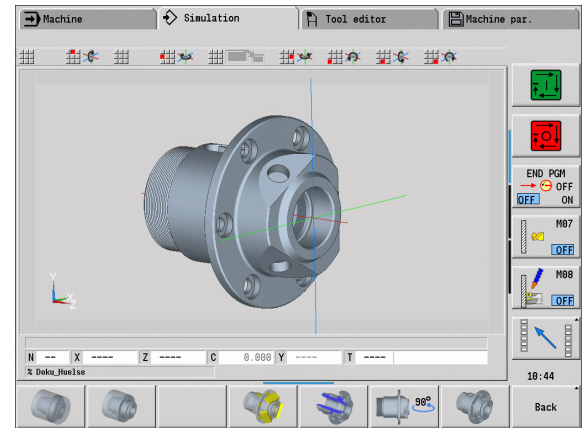 Machine
Simulation
Tool editor
Machine par.
END PGM
OFF
OFF ON
M07
OFF
M08
OFF
Y
X
Z
N -- X ---- Z ---- C 0.000 Y ---- T ----
% Doku_Huelse
10:44
90°
Back